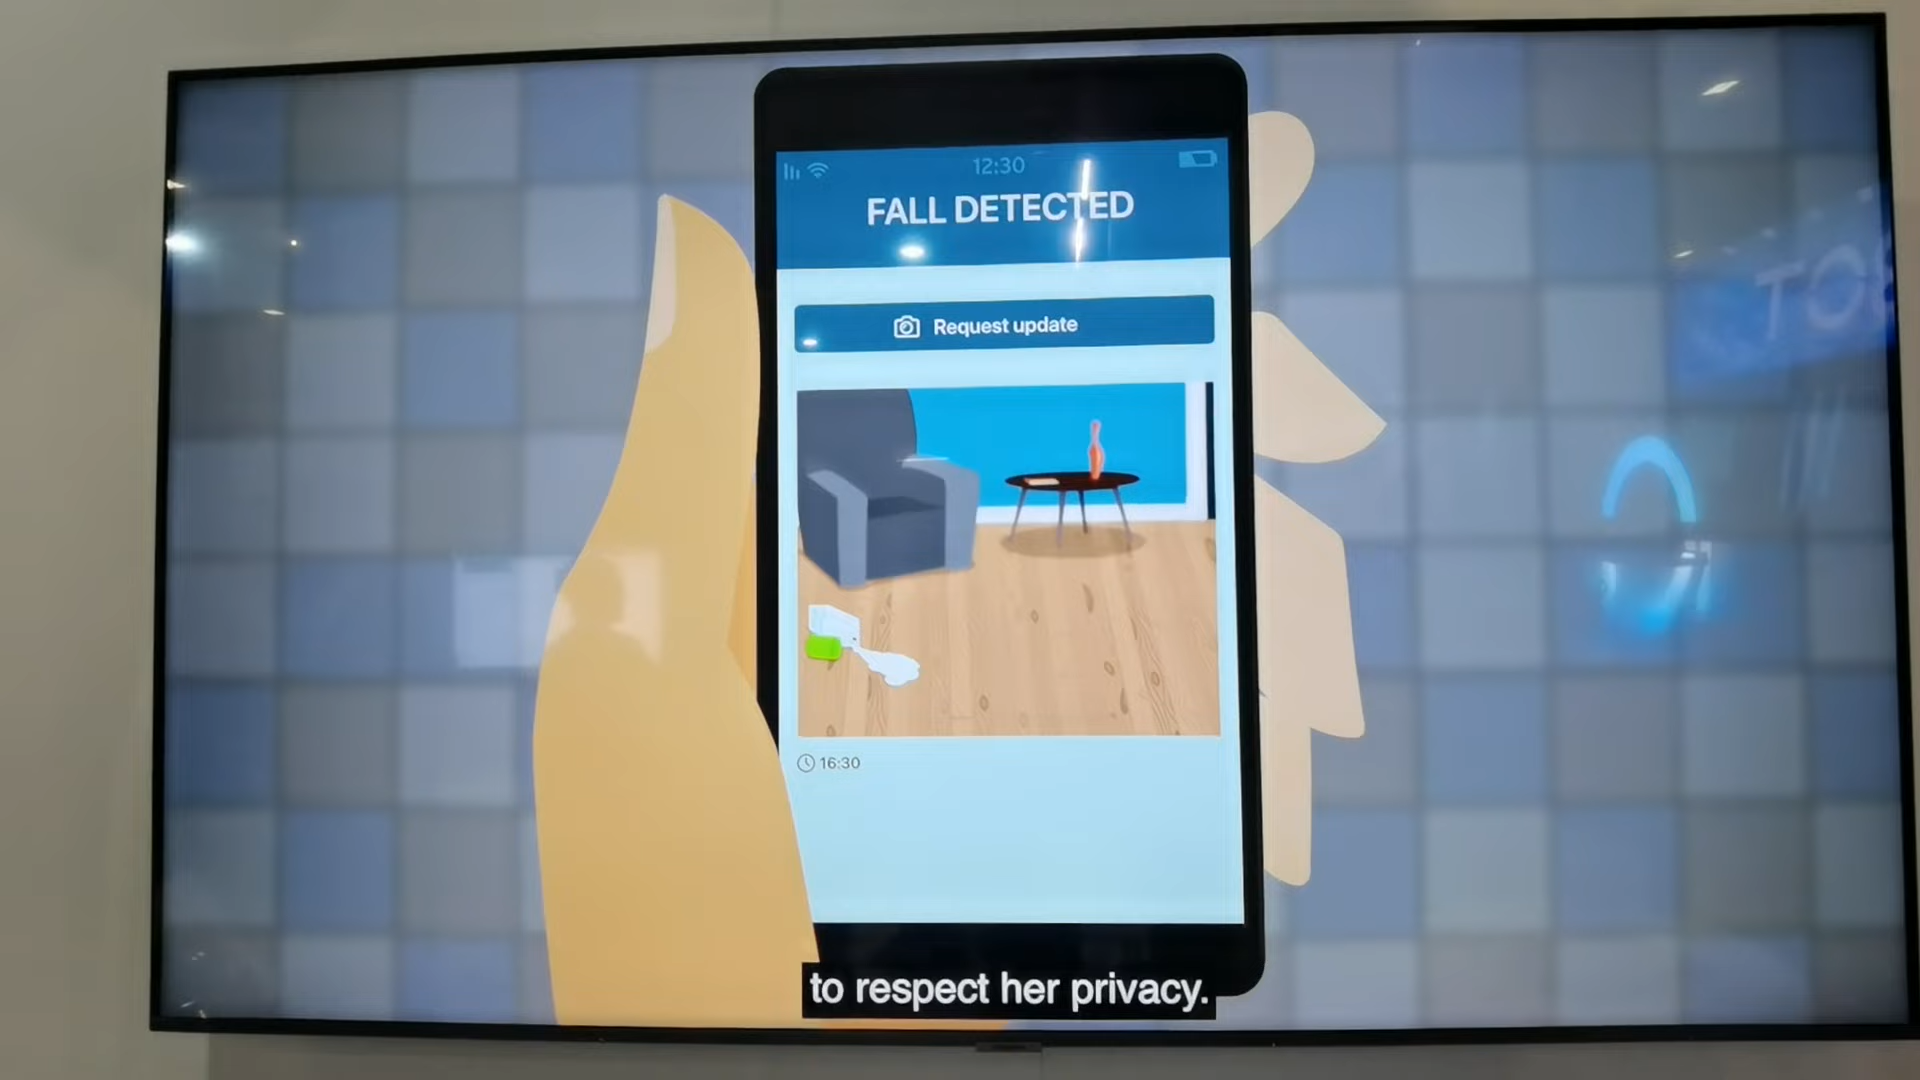 12:30
FALL DETECTED
Request update
16:30
to respect her privacy.